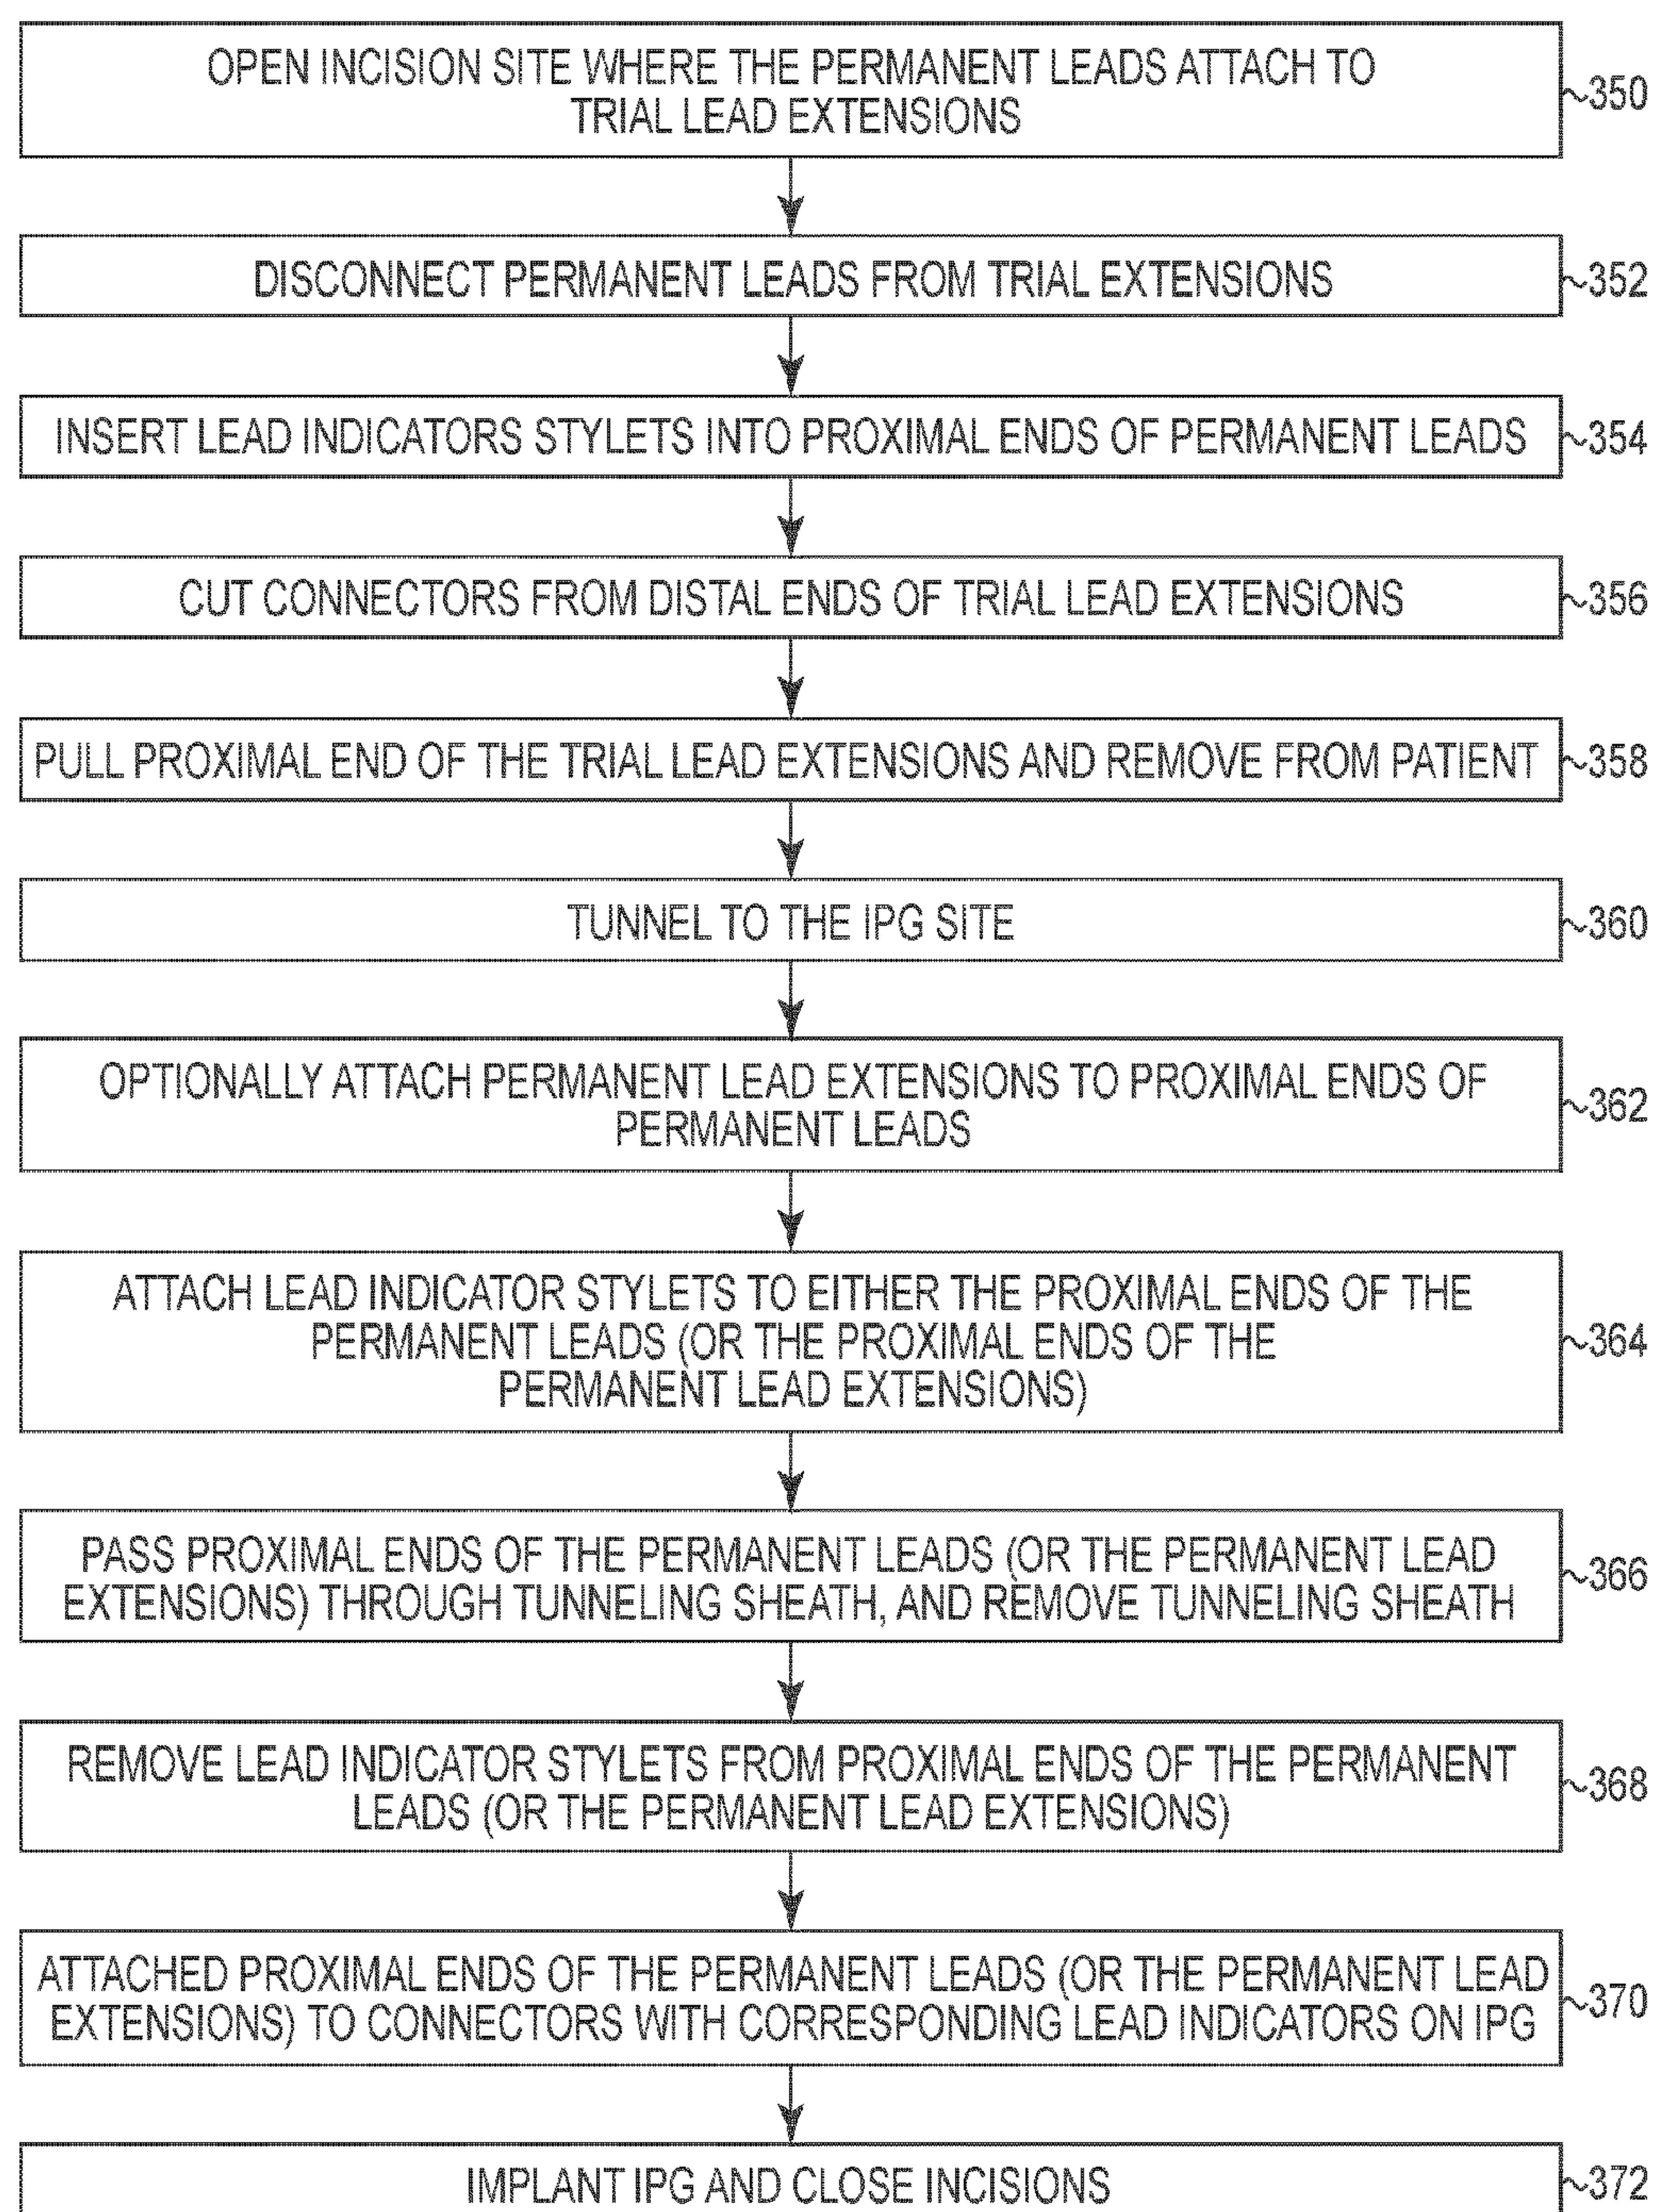 OPEN INCISION SITE WHERE THE PERMANENT LEADS ATTACH TO
TRIAL LEAD EXTENSIONS
350
DISCONNECT PERMANENT LEADS FROM TRIAL EXTENSIONS
352
INSERT LEAD INDICATORS STYLETS INTO PROXIMAL ENDS OF PERMANENT LEADS
354
CUT CONNECTORS FROM DISTAL ENDS OF TRIAL LEAD EXTENSIONS
356
PULL PROXIMAL END OF THE TRIAL LEAD EXTENSIONS AND REMOVE FROM PATIENT
358
TUNNEL TO THE IPG SITE
360
OPTIONALLY ATTACH PERMANENT LEAD EXTENSIONS TO PROXIMAL ENDS OF
PERMANENT LEADS
362
ATTACH LEAD INDICATOR STYLETS TO EITHER THE PROXIMAL ENDS OF THE
PERMANENT LEADS (OR THE PROXIMAL ENDS OF THE
PERMANENT LEAD EXTENSIONS)
364
PASS PROXIMAL ENDS OF THE PERMANENT LEADS (OR THE PERMANENT LEAD
EXTENSIONS) THROUGH TUNNELING SHEATH, AND REMOVE TUNNELING SHEATH
366
REMOVE LEAD INDICATOR STYLETS FROM PROXIMAL ENDS OF THE PERMANENT
LEADS (OR THE PERMANENT LEAD EXTENSIONS)
368
ATTACHED PROXIMAL ENDS OF THE PERMANENT LEADS (OR THE PERMANENT LEAD
EXTENSIONS) TO CONNECTORS WITH CORRESPONDING LEAD INDICATORS ON IPG
370
IMPLANT IPG AND CLOSE INCISIONS
372